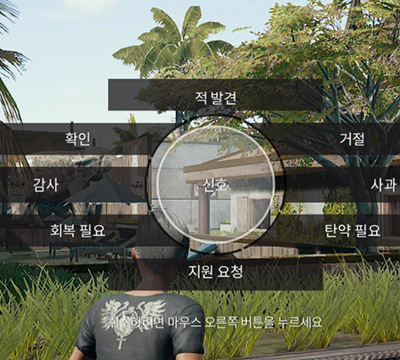 적 발견
확인
거절
감사
신호
사과
회복 필요
탄약 필요
지원 요청
취소하려면 마우스 오른쪽 버튼을 누르세요